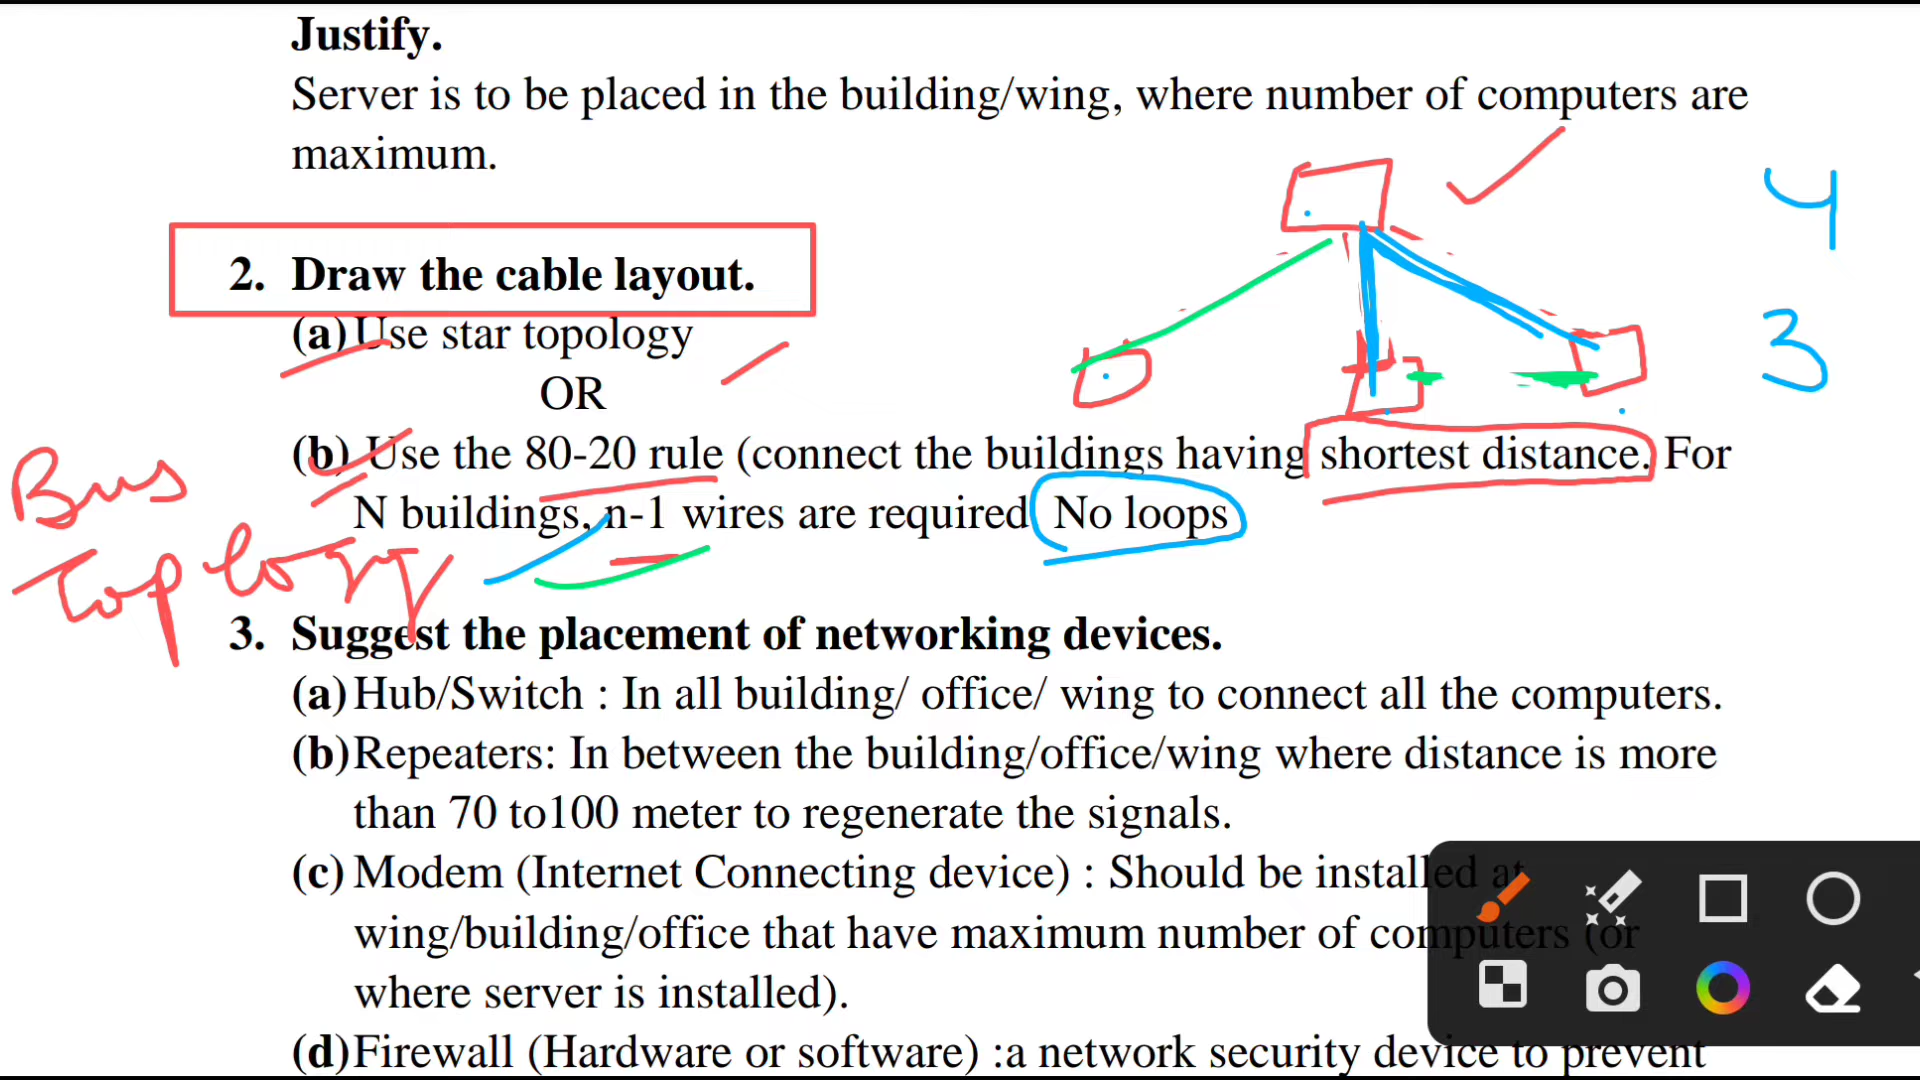 Justify.
Server is to be placed in the building/wing, where number of computers are
maximum.
4
2. Draw the cable layout.
(a) Use star topology
3
OR
(b) Use the 80-20 rule (connect the buildings having shortest distance. For
N buildings, n-1 wires are required No loops
Bus
Topology
3. Suggest the placement of networking devices.
(a) Hub/Switch : In all building/ office/ wing to connect all the computers.
(b) Repeaters: In between the building/office/wing where distance is more
than 70 to100 meter to regenerate the signals.
(c) Modem (Internet Connecting device) : Should be installed at
wing/building/office that have maximum number of computers (or
where server is installed).
(d) Firewall (Hardware or software) :a network security device to prevent